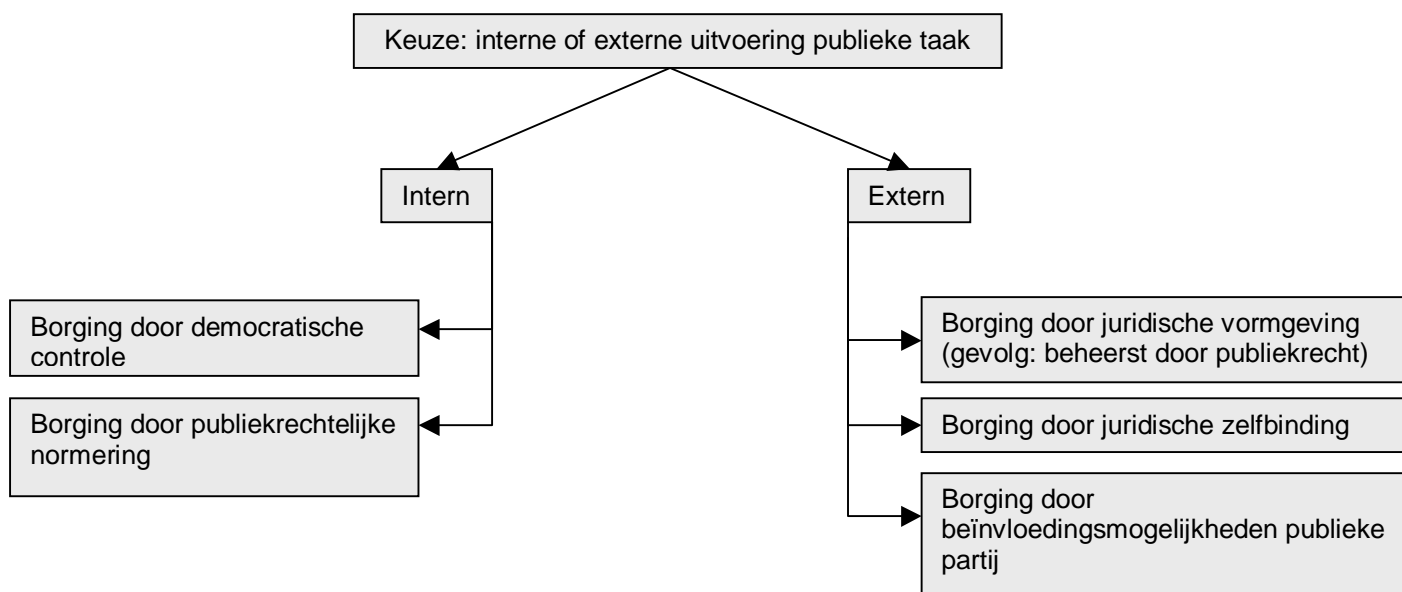 Keuze: interne of externe uitvoering publieke taak
Intern
Extern
Borging door democratische
controle
Borging door publiekrechtelijke
normering
Borging door juridische vormgeving
(gevolg: beheerst door publiekrecht)
Borging door juridische zelfbinding
Borging door
beïnvloedingsmogelijkheden publieke
partij